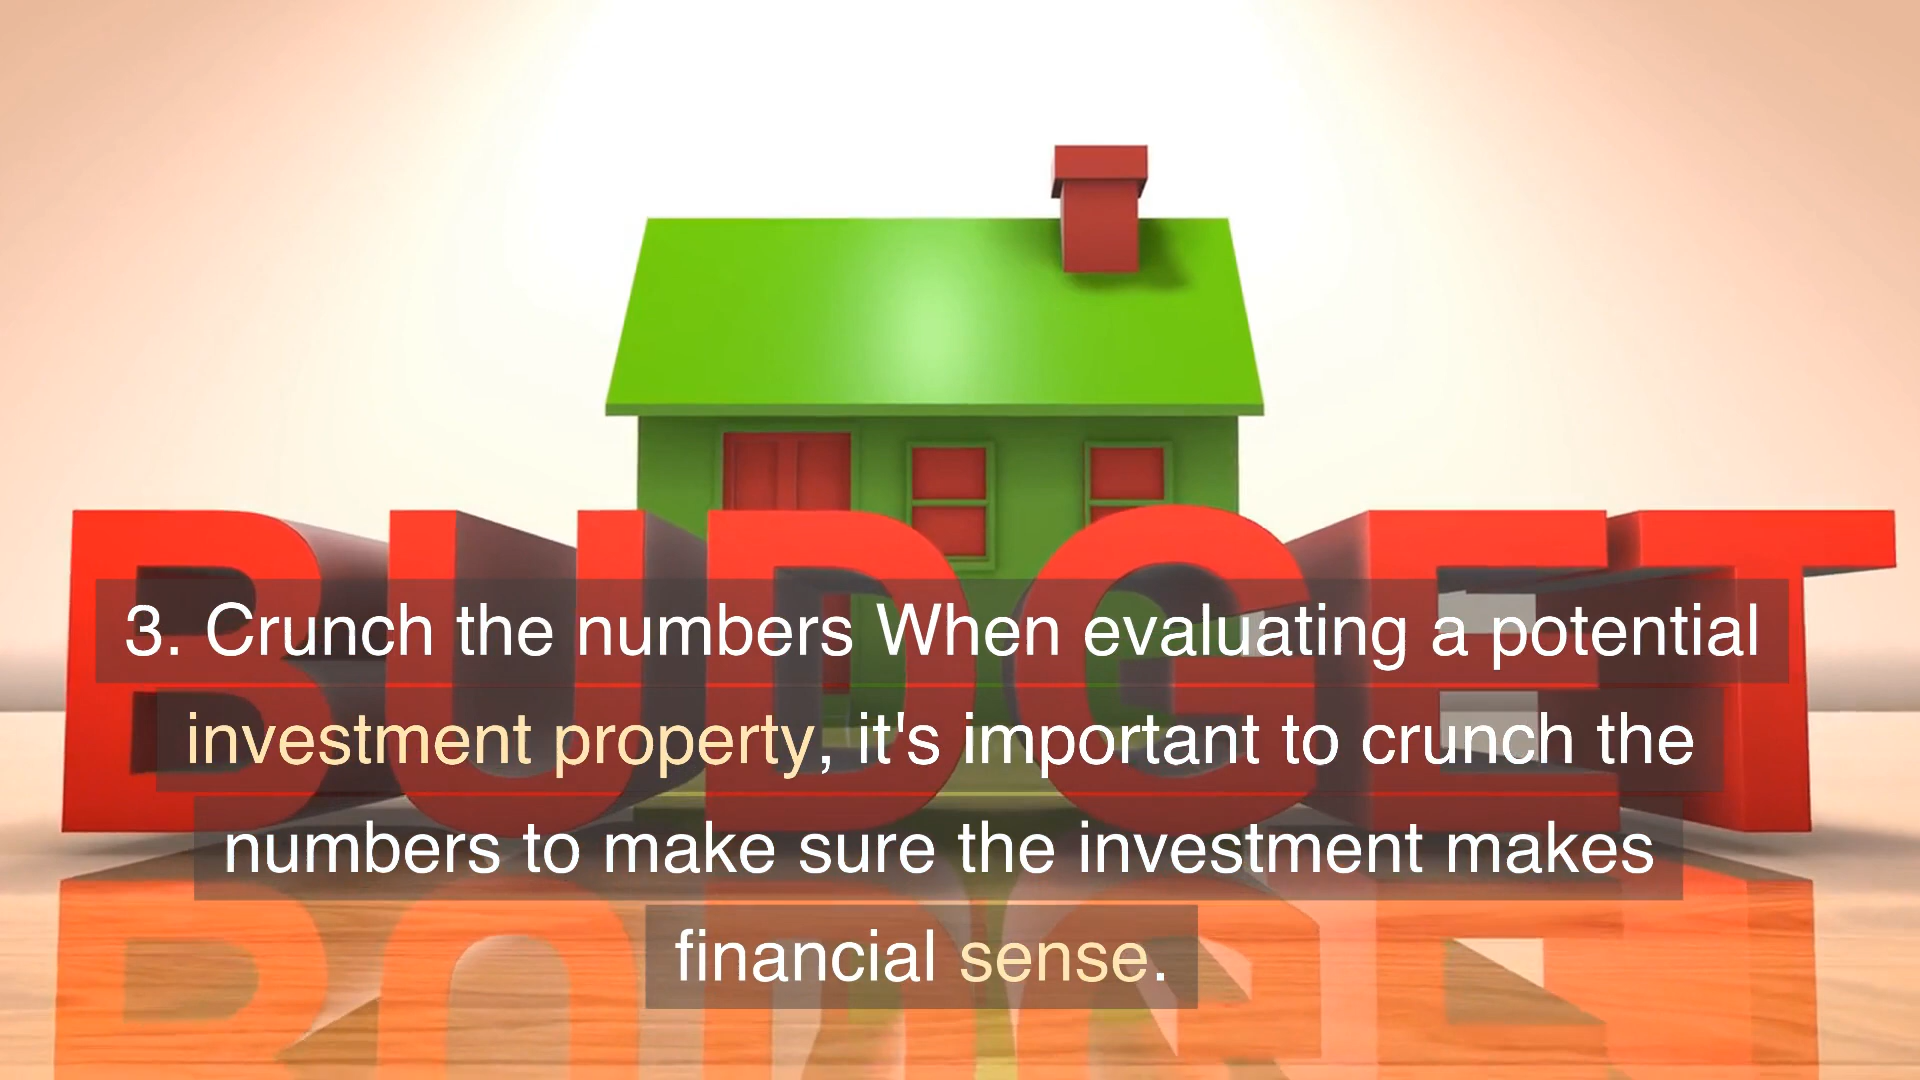 BUDGET
3. Crunch the numbers When evaluating a potential
investment property, it's important to crunch the
numbers to make sure the investment makes
financial sense.